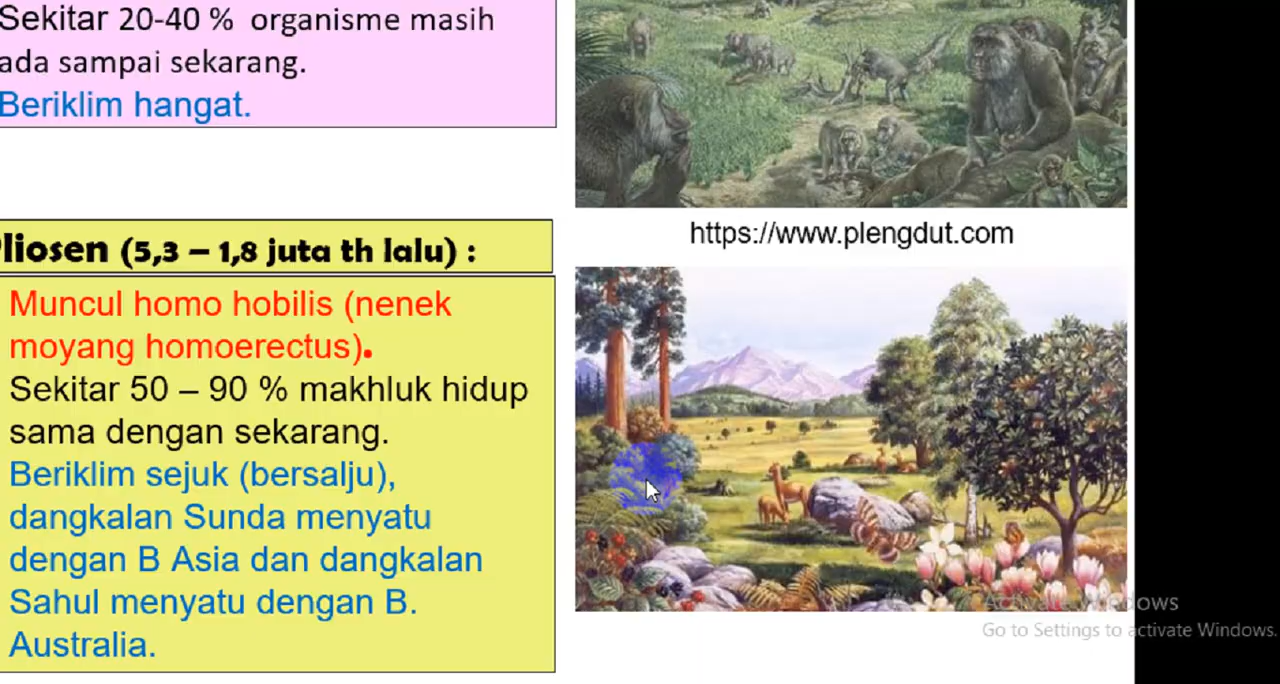 Sekitar 20-40 % organisme masih
ada sampai sekarang.
Beriklim hangat.
https://www.plengdut.com
liosen (5,3 – 1,8 juta th lalu) :
Muncul homo hobilis (nenek
moyang homoerectus).
Sekitar 50 – 90 % makhluk hidup
sama dengan sekarang.
Beriklim sejuk (bersalju),
dangkalan Sunda menyatu
dengan B Asia dan dangkalan
Sahul menyatu dengan B.
Australia.
Activate Windows
Go to Settings to activate Windows.